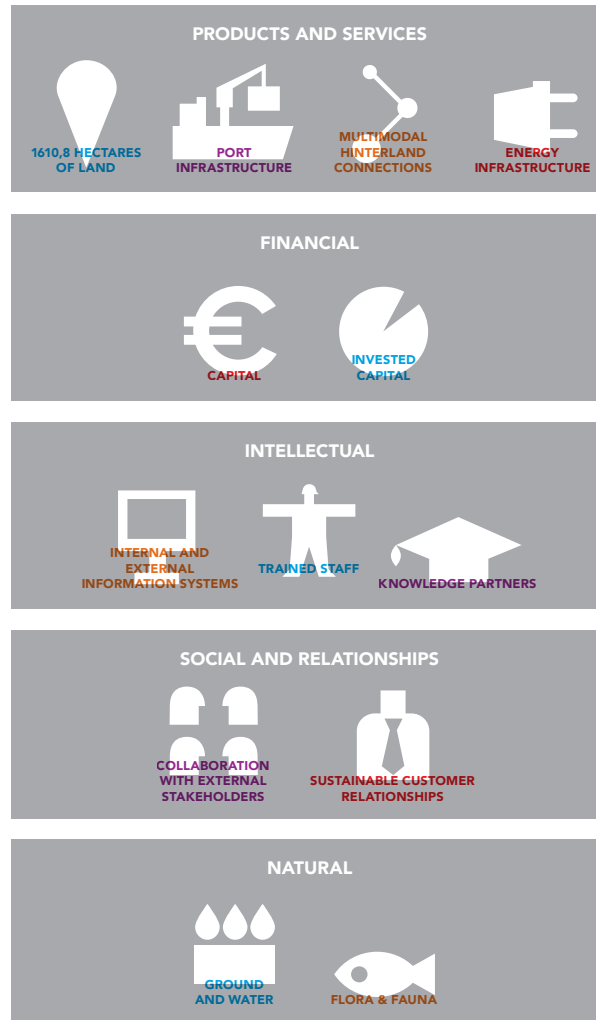 PRODUCTS AND SERVICES
1610,8 HECTARES
OF LAND
PORT
INFRASTRUCTURE
MULTIMODAL
HINTERLAND
CONNECTIONS
ENERGY
INFRASTRUCTURE
FINANCIAL
CAPITAL
INVESTED
CAPITAL
INTELLECTUAL
INTERNAL AND
EXTERNAL
INFORMATION SYSTEMS
TRAINED STAFF
KNOWLEDGE PARTNERS
SOCIAL AND RELATIONSHIPS
COLLABORATION
WITH EXTERNAL
STAKEHOLDERS
SUSTAINABLE CUSTOMER
RELATIONSHIPS
NATURAL
GROUND
AND WATER
FLORA & FAUNA